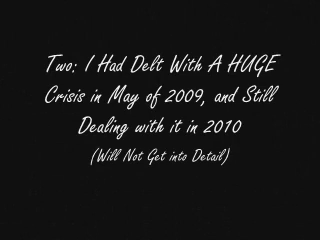 Two: I Had Delt With A HUGE
Crisis in May of 2009, and Still
Dealing with it in 2010
(Will Not Get into Detail)